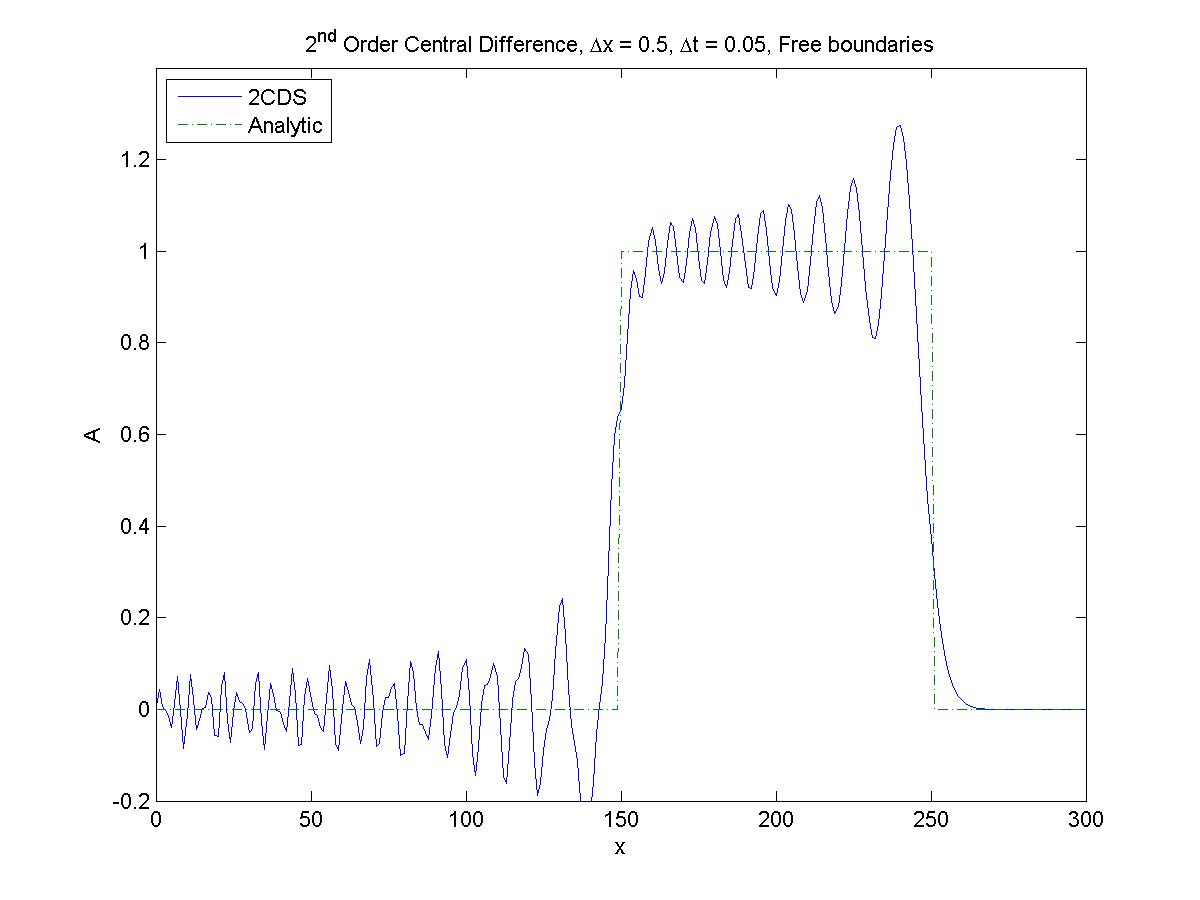 2nd Order Central Difference, Δx = 0.5, Δt = 0.05, Free boundaries
2CDS
Analytic
1.2
1
0.8
0.6
0.4
0.2
0
-0.2
A
0 50 100 150 200 250 300
x